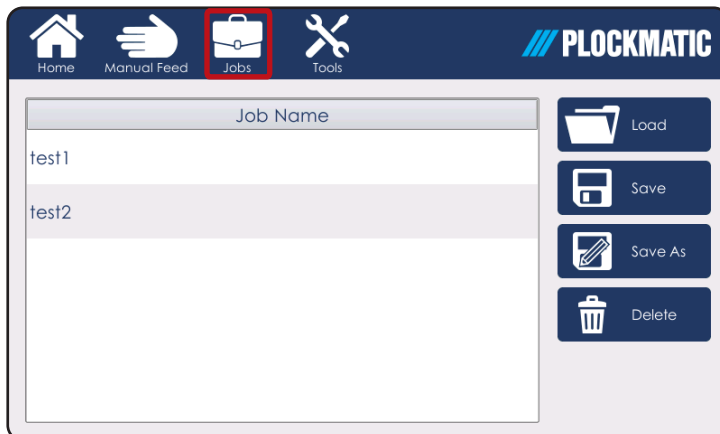 Home Manual Feed Jobs Tools PLOCKMATIC
Job Name
test1
test2
Load
Save
Save As
Delete